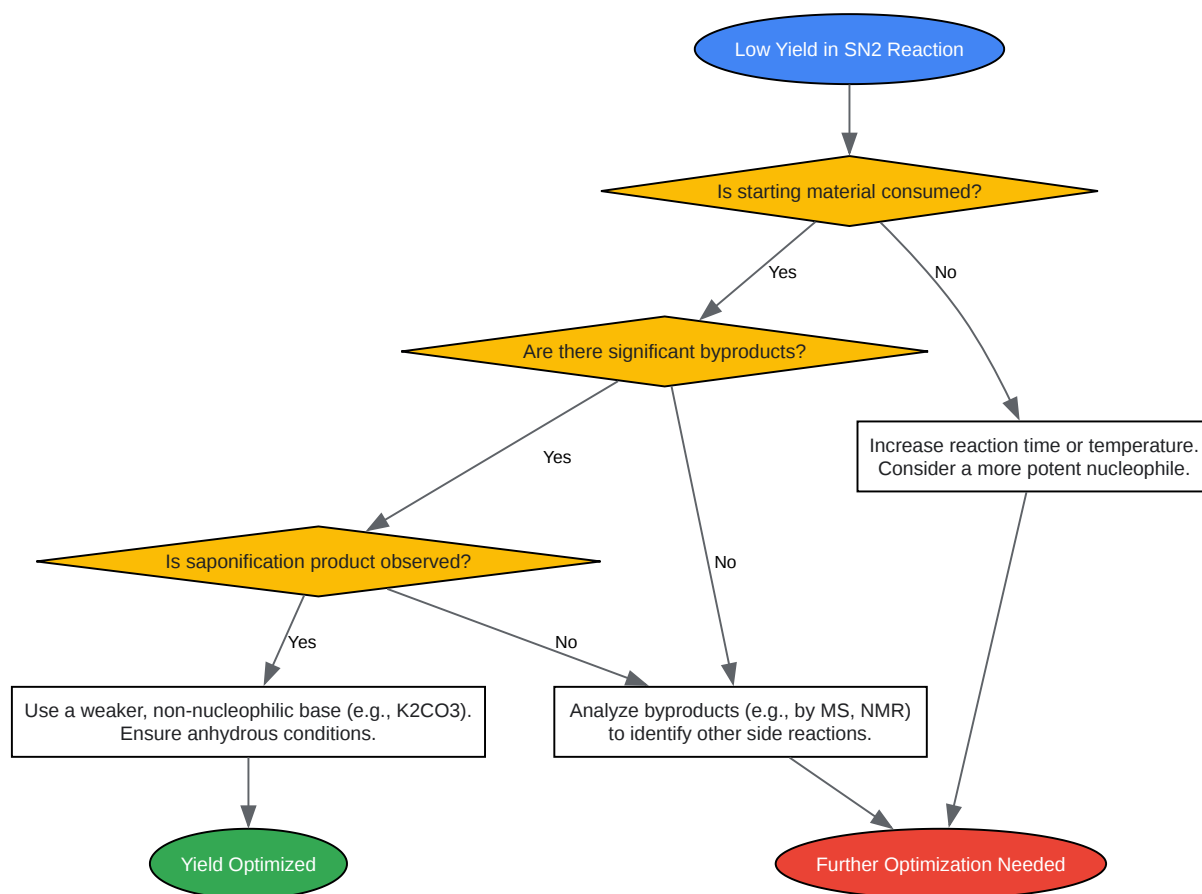 Low Yield in SN2 Reaction
Is starting material consumed?
Yes
No
Are there significant byproducts?
Increase reaction time or temperature.
Consider a more potent nucleophile.
Yes
No
Is saponification product observed?
Yes
No
Use a weaker, non-nucleophilic base (e.g., K2CO3).
Ensure anhydrous conditions.
Analyze byproducts (e.g., by MS, NMR)
to identify other side reactions.
Yield Optimized
Further Optimization Needed